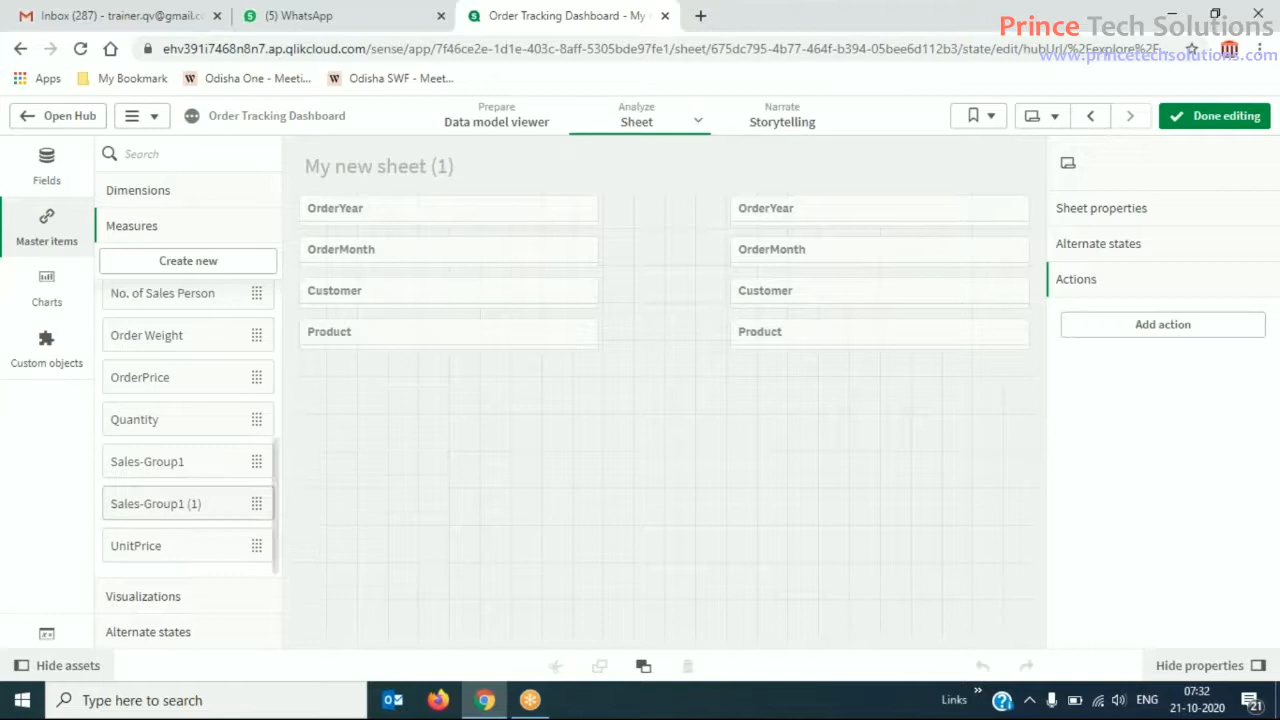 Inbox (287) - trainer.qv@gmail.c
(5) WhatsApp
Order Tracking Dashboard - My
Prince Tech Solutions
ehv391i7468n8n7.ap.qlikcloud.com/sense/app/7f46ce2e-1d1e-403c-8aff-5305bde97fe1/sheet/675dc795-4b77-464f-b394-05bee6d112b3/state/edit/hubUrl/%2Fexplore%2F
www.princetechsolutions.com
Apps
My Bookmark
Odisha One - Meeti...
Odisha SWF - Meet...
Open Hub
Order Tracking Dashboard
Prepare
Data model viewer
Analyze
Sheet
Narrate
Storytelling
Done editing
Fields
Master items
Charts
Custom objects
Search
Dimensions
Measures
Create new
No. of Sales Person
Order Weight
OrderPrice
Quantity
Sales-Group1
Sales-Group1 (1)
UnitPrice
Visualizations
Alternate states
My new sheet (1)
OrderYear
OrderMonth
Customer
Product
OrderYear
OrderMonth
Customer
Product
Sheet properties
Alternate states
Actions
Add action
Hide assets
Hide properties
Type here to search
Links
ENG
07:32
21-10-2020
21